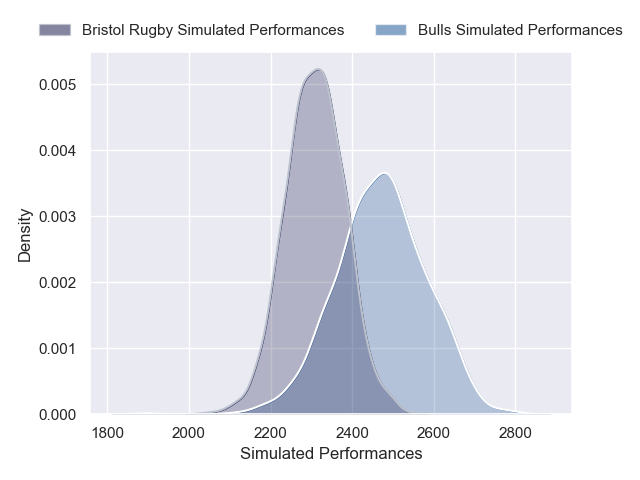 Bristol Rugby Simulated Performances
Bulls Simulated Performances
0.005
0.004
0.003
0.002
0.001
0.000
Density
1800 2000 2200 2400 2600 2800
Simulated Performances